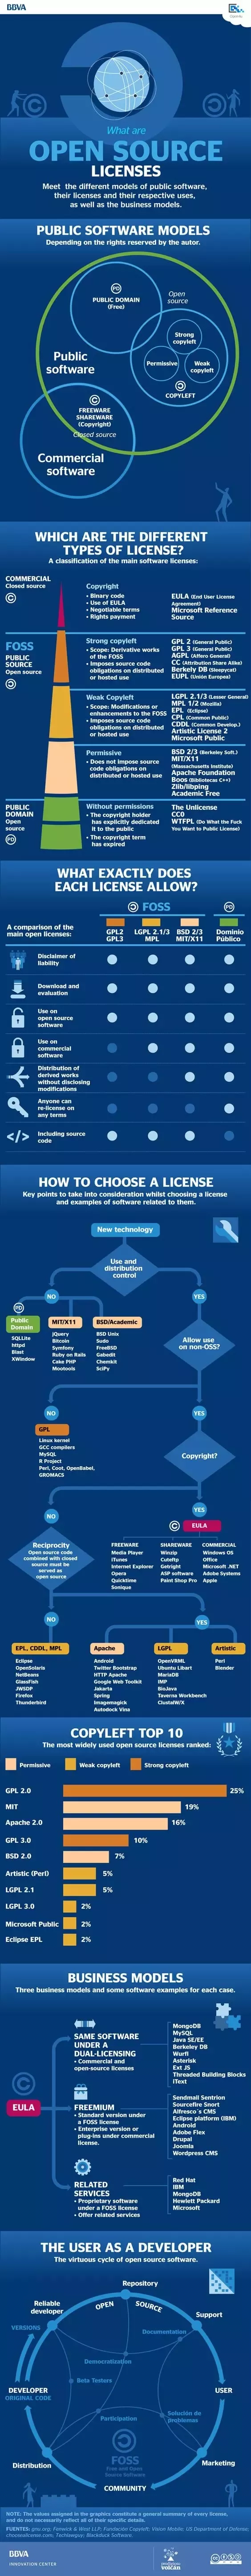 BBVA
What are
OPEN SOURCE
LICENSES
Meet the different models of public software,
their licenses and their respective uses,
as well as the business models.
PUBLIC SOFTWARE MODELS
Depending on the rights reserved by the autor.
PD
PUBLIC DOMAIN
(Free)
Open
source
Strong
copyleft
Public
software
Permissive
Weak
copyleft
COPYLEFT
FREEWARE
SHAREWARE
(Copyright)
Closed source
Commercial
software
WHICH ARE THE DIFFERENT
TYPES OF LICENSE?
A classification of the main software licenses:
COMMERCIAL
Closed source
Copyright
• Binary code
• Use of EULA
• Negotiable terms
• Rights payment
EULA (End User License
Agreement)
Microsoft Reference
Source
FOSS
PUBLIC
SOURCE
Open source
Strong copyleft
• Scope: Derivative works
of the FOSS
• Imposes source code
obligations on distributed
or hosted use
GPL 2 (General Public)
GPL 3 (General Public)
AGPL (Affero General)
CC (Attribution Share Alike)
Berkely DB (Sleepycat)
EUPL (Unión Europea)
Weak Copyleft
• Scope: Modifications or
enhancements to the FOSS
• Imposes source code
obligations on distributed
or hosted use
LGPL 2.1/3 (Lesser General)
MPL 1/2 (Mozilla)
EPL (Eclipse)
CPL (Common Public)
CDDL (Common Develop.)
Artistic License 2
Microsoft Public
Permissive
• Does not impose source
code obligations on
distributed or hosted use
BSD 2/3 (Berkeley Soft.)
MIT/X11
(Massachusetts Institute)
Apache Foundation
Boos (Bibliotecas C++)
Zlib/libping
Academic Free
PUBLIC
DOMAIN
Open
source
PD
Without permissions
• The copyright holder
has explicitly dedicated
it to the public
• The copyright term
has expired
The Unlicense
CC0
WTFPL (Do What the Fuck
You Want to Public License)
WHAT EXACTLY DOES
EACH LICENSE ALLOW?
FOSS
PD
A comparison of the
main open licenses:
GPL2
GPL3
LGPL 2.1/3
MPL
BSD 2/3
MIT/X11
Dominio
Público
Disclaimer of
liability
Download and
evaluation
Use on
open source
software
Use on
commercial
software
Distribution of
derived works
without disclosing
modifications
Anyone can
re-license on
any terms
Including source
code
HOW TO CHOOSE A LICENSE
Key points to take into consideration whilst choosing a license
and examples of software related to them.
New technology
Use and
distribution
control
NO
YES
PD
Public
Domain
SQLLite
httpd
Blast
XWindow
MIT/X11
jQuery
Bitcoin
Symfony
Ruby on Rails
Cake PHP
Mootools
BSD/Academic
BSD Unix
Sudo
FreeBSD
Gabedit
Chemkit
SciPy
Allow use
on non-OSS?
NO
YES
GPL
Linux kernel
GCC compilers
MySQL
R Project
Perl, Coot, OpenBabel,
GROMACS
Copyright?
NO
YES
EULA
Reciprocity
Open source code
combined with closed
source must be
served as
open source
FREEWARE
Media Player
iTunes
Internet Explorer
Opera
Quicktime
Sonique
SHAREWARE
Winzip
Cuteftp
Getright
ASP software
Paint Shop Pro
COMMERCIAL
Windows OS
Office
Microsoft .NET
Adobe Systems
Apple
NO
YES
EPL, CDDL, MPL
Eclipse
OpenSolaris
NetBeans
GlassFish
JWSDP
Firefox
Thunderbird
Apache
Android
Twitter Bootstrap
HTTP Apache
Google Web Toolkit
Jakarta
Spring
Imagemagick
Autodock Vina
LGPL
OpenVRML
Ubuntu Libart
MariaDB
IMP
BioJava
Taverna Workbench
ClustalW/X
Artistic
Perl
Blender
COPYLEFT TOP 10
The most widely used open source licenses ranked:
Permissive
Weak copyleft
Strong copyleft
GPL 2.0
25%
MIT
19%
Apache 2.0
16%
GPL 3.0
10%
BSD 2.0
7%
Artistic (Perl)
5%
LGPL 2.1
5%
LGPL 3.0
2%
Microsoft Public
2%
Eclipse EPL
2%
BUSINESS MODELS
Three business models and some software examples for each case.
EULA
SAME SOFTWARE
UNDER A
DUAL-LICENSING
• Commercial and
open-source licenses
MongoDB
MySQL
Java SE/EE
Berkeley DB
Wurfl
Asterisk
Ext JS
Threaded Building Blocks
iText
FREEMIUM
• Standard version under
a FOSS license
• Enterprise version or
plug-ins under commercial
license.
Sendmail Sentrion
Sourcefire Snort
Alfresco´s CMS
Eclipse platform (IBM)
Android
Adobe Flex
Drupal
Joomla
Wordpress CMS
RELATED
SERVICES
• Proprietary software
under a FOSS license
• Offer related services
Red Hat
IBM
MongoDB
Hewlett Packard
Microsoft
THE USER AS A DEVELOPER
The virtuous cycle of open source software.
Repository
OPEN SOURCE
Reliable
developer
Support
VERSIONS
Documentation
Democratization
Beta Testers
DEVELOPER
ORIGINAL CODE
USER
Participation
Solución de
problemas
FOSS
Free and Open
Source Software
Distribution
Marketing
COMMUNITY
NOTE: The values assigned in the graphics constitute a general summary of every license,
and do not necessarily reflect all of their specific details.
FUENTES: gnu.org; Fenwick & West LLP; Fundación Copyleft; Vision Mobile; US Department of Defense;
chooselicense.com, Techbeguy; Blackduck Software.
BBVA
INNOVATION CENTER
vulcan